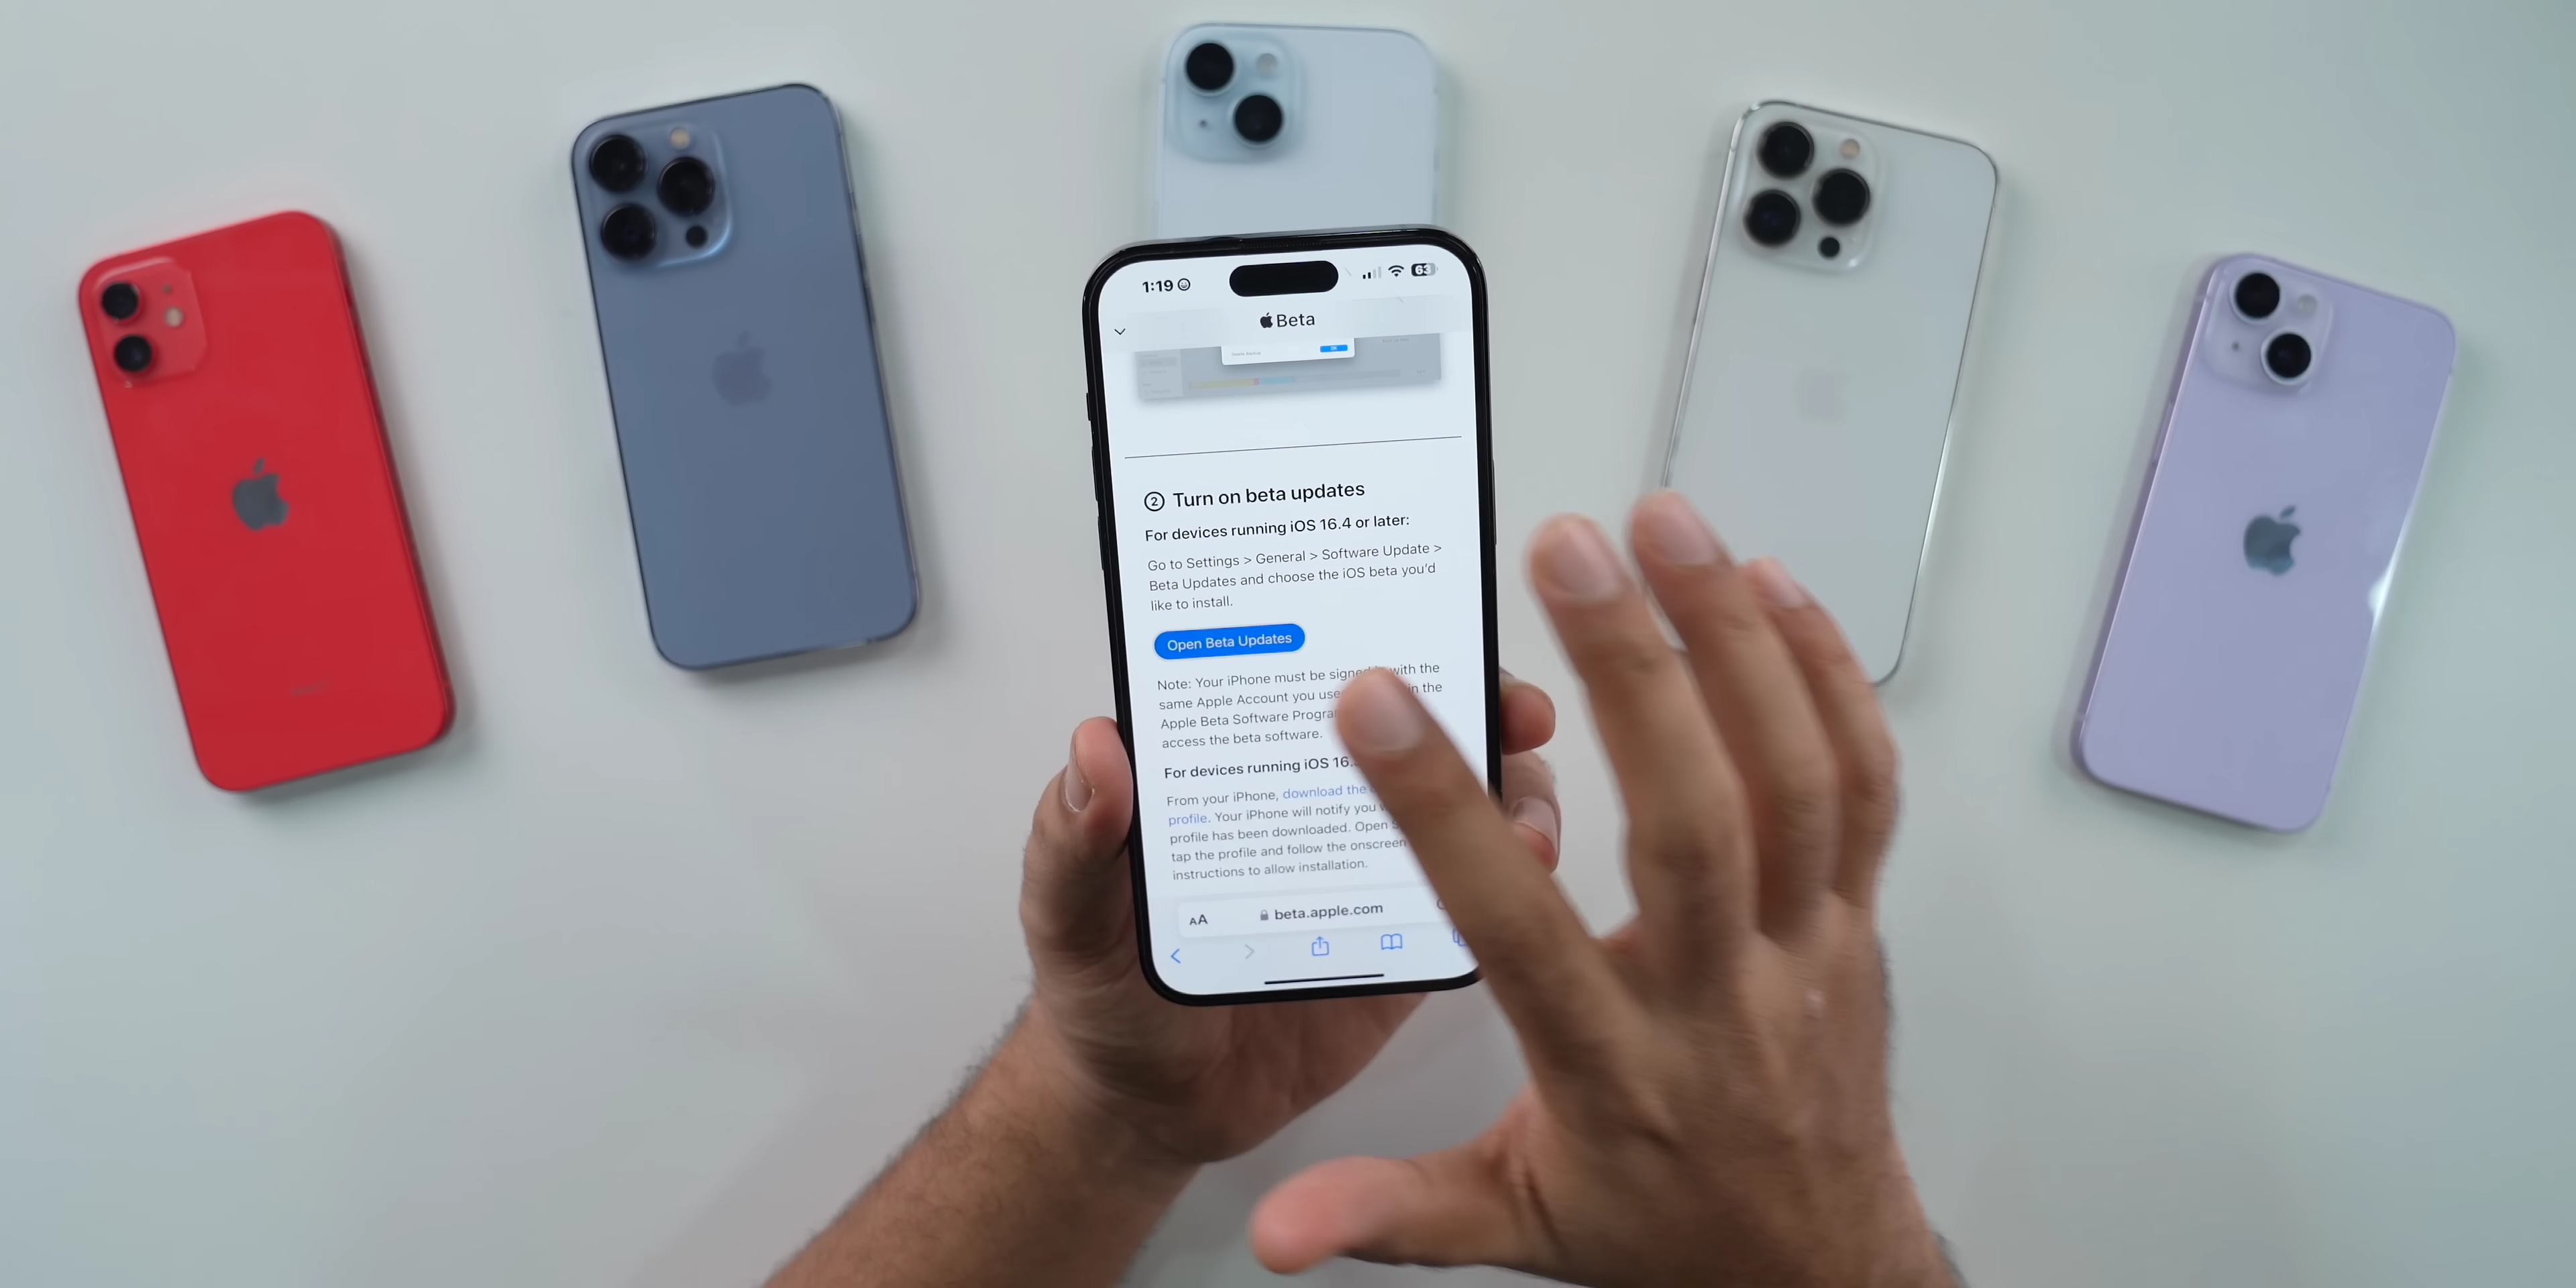 1:19
63
Beta
2 Turn on beta updates
For devices running iOS 16.4 or later:
Go to Settings > General > Software Update >
Beta Updates and choose the iOS beta you'd
like to install.
Open Beta Updates
Note: Your iPhone must be signed with the
same Apple Account you in the
Apple Beta Software
access the beta software.
For devices running iOS
From your iPhone, download the
profile. Your iPhone will notify you
profile has been downloaded. Open
tap the profile and follow the onscreen
instructions to allow installation.
AA beta.apple.com